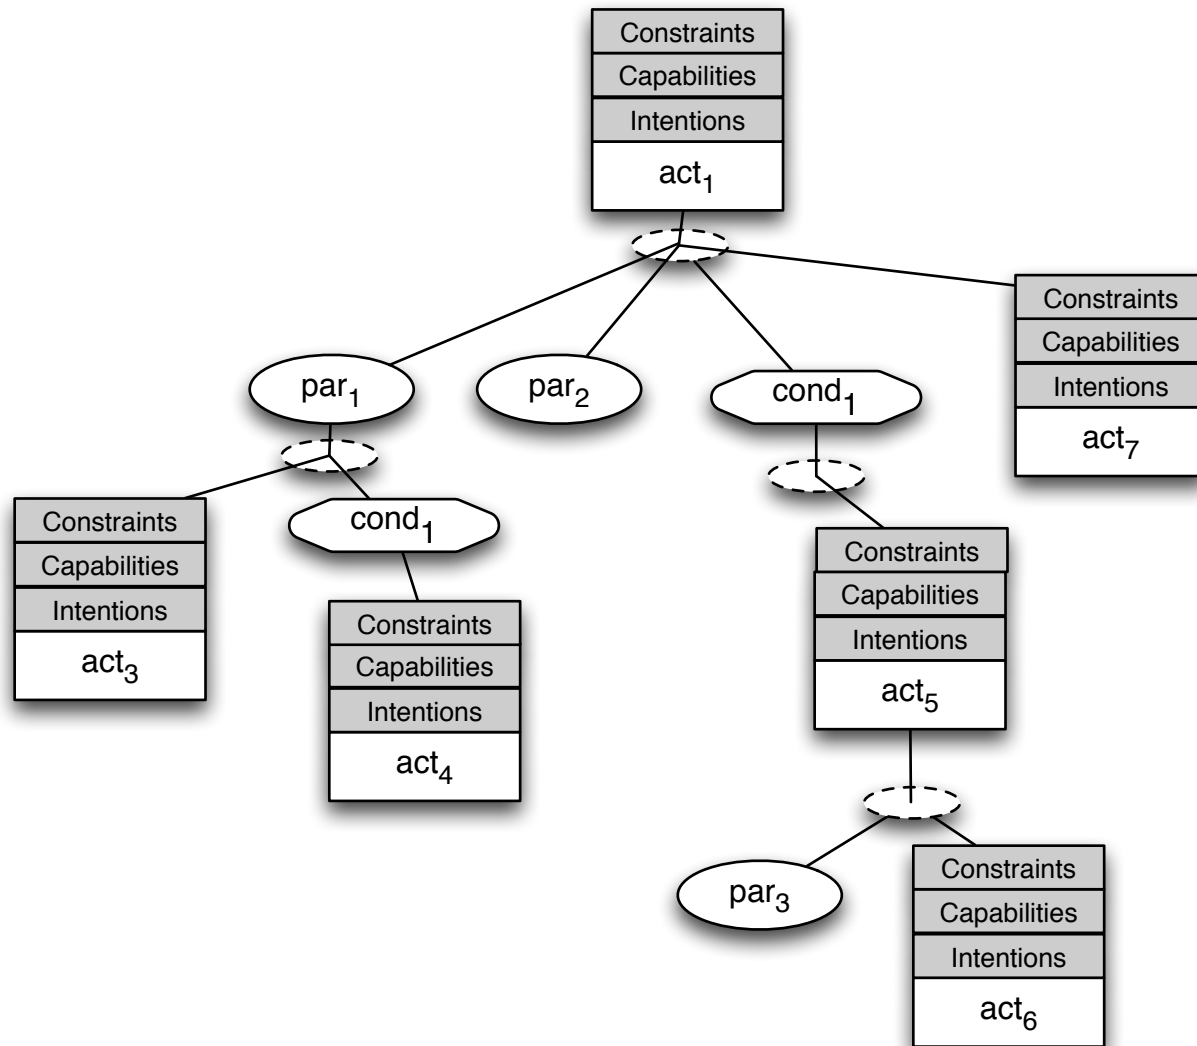 Constraints
Capabilities
Intentions
act₁
Constraints
Capabilities
Intentions
act₇
par₁
par₂
cond₁
Constraints
Capabilities
Intentions
act₃
cond₁
Constraints
Capabilities
Intentions
act₄
Constraints
Capabilities
Intentions
act₅
par₃
Constraints
Capabilities
Intentions
act₆